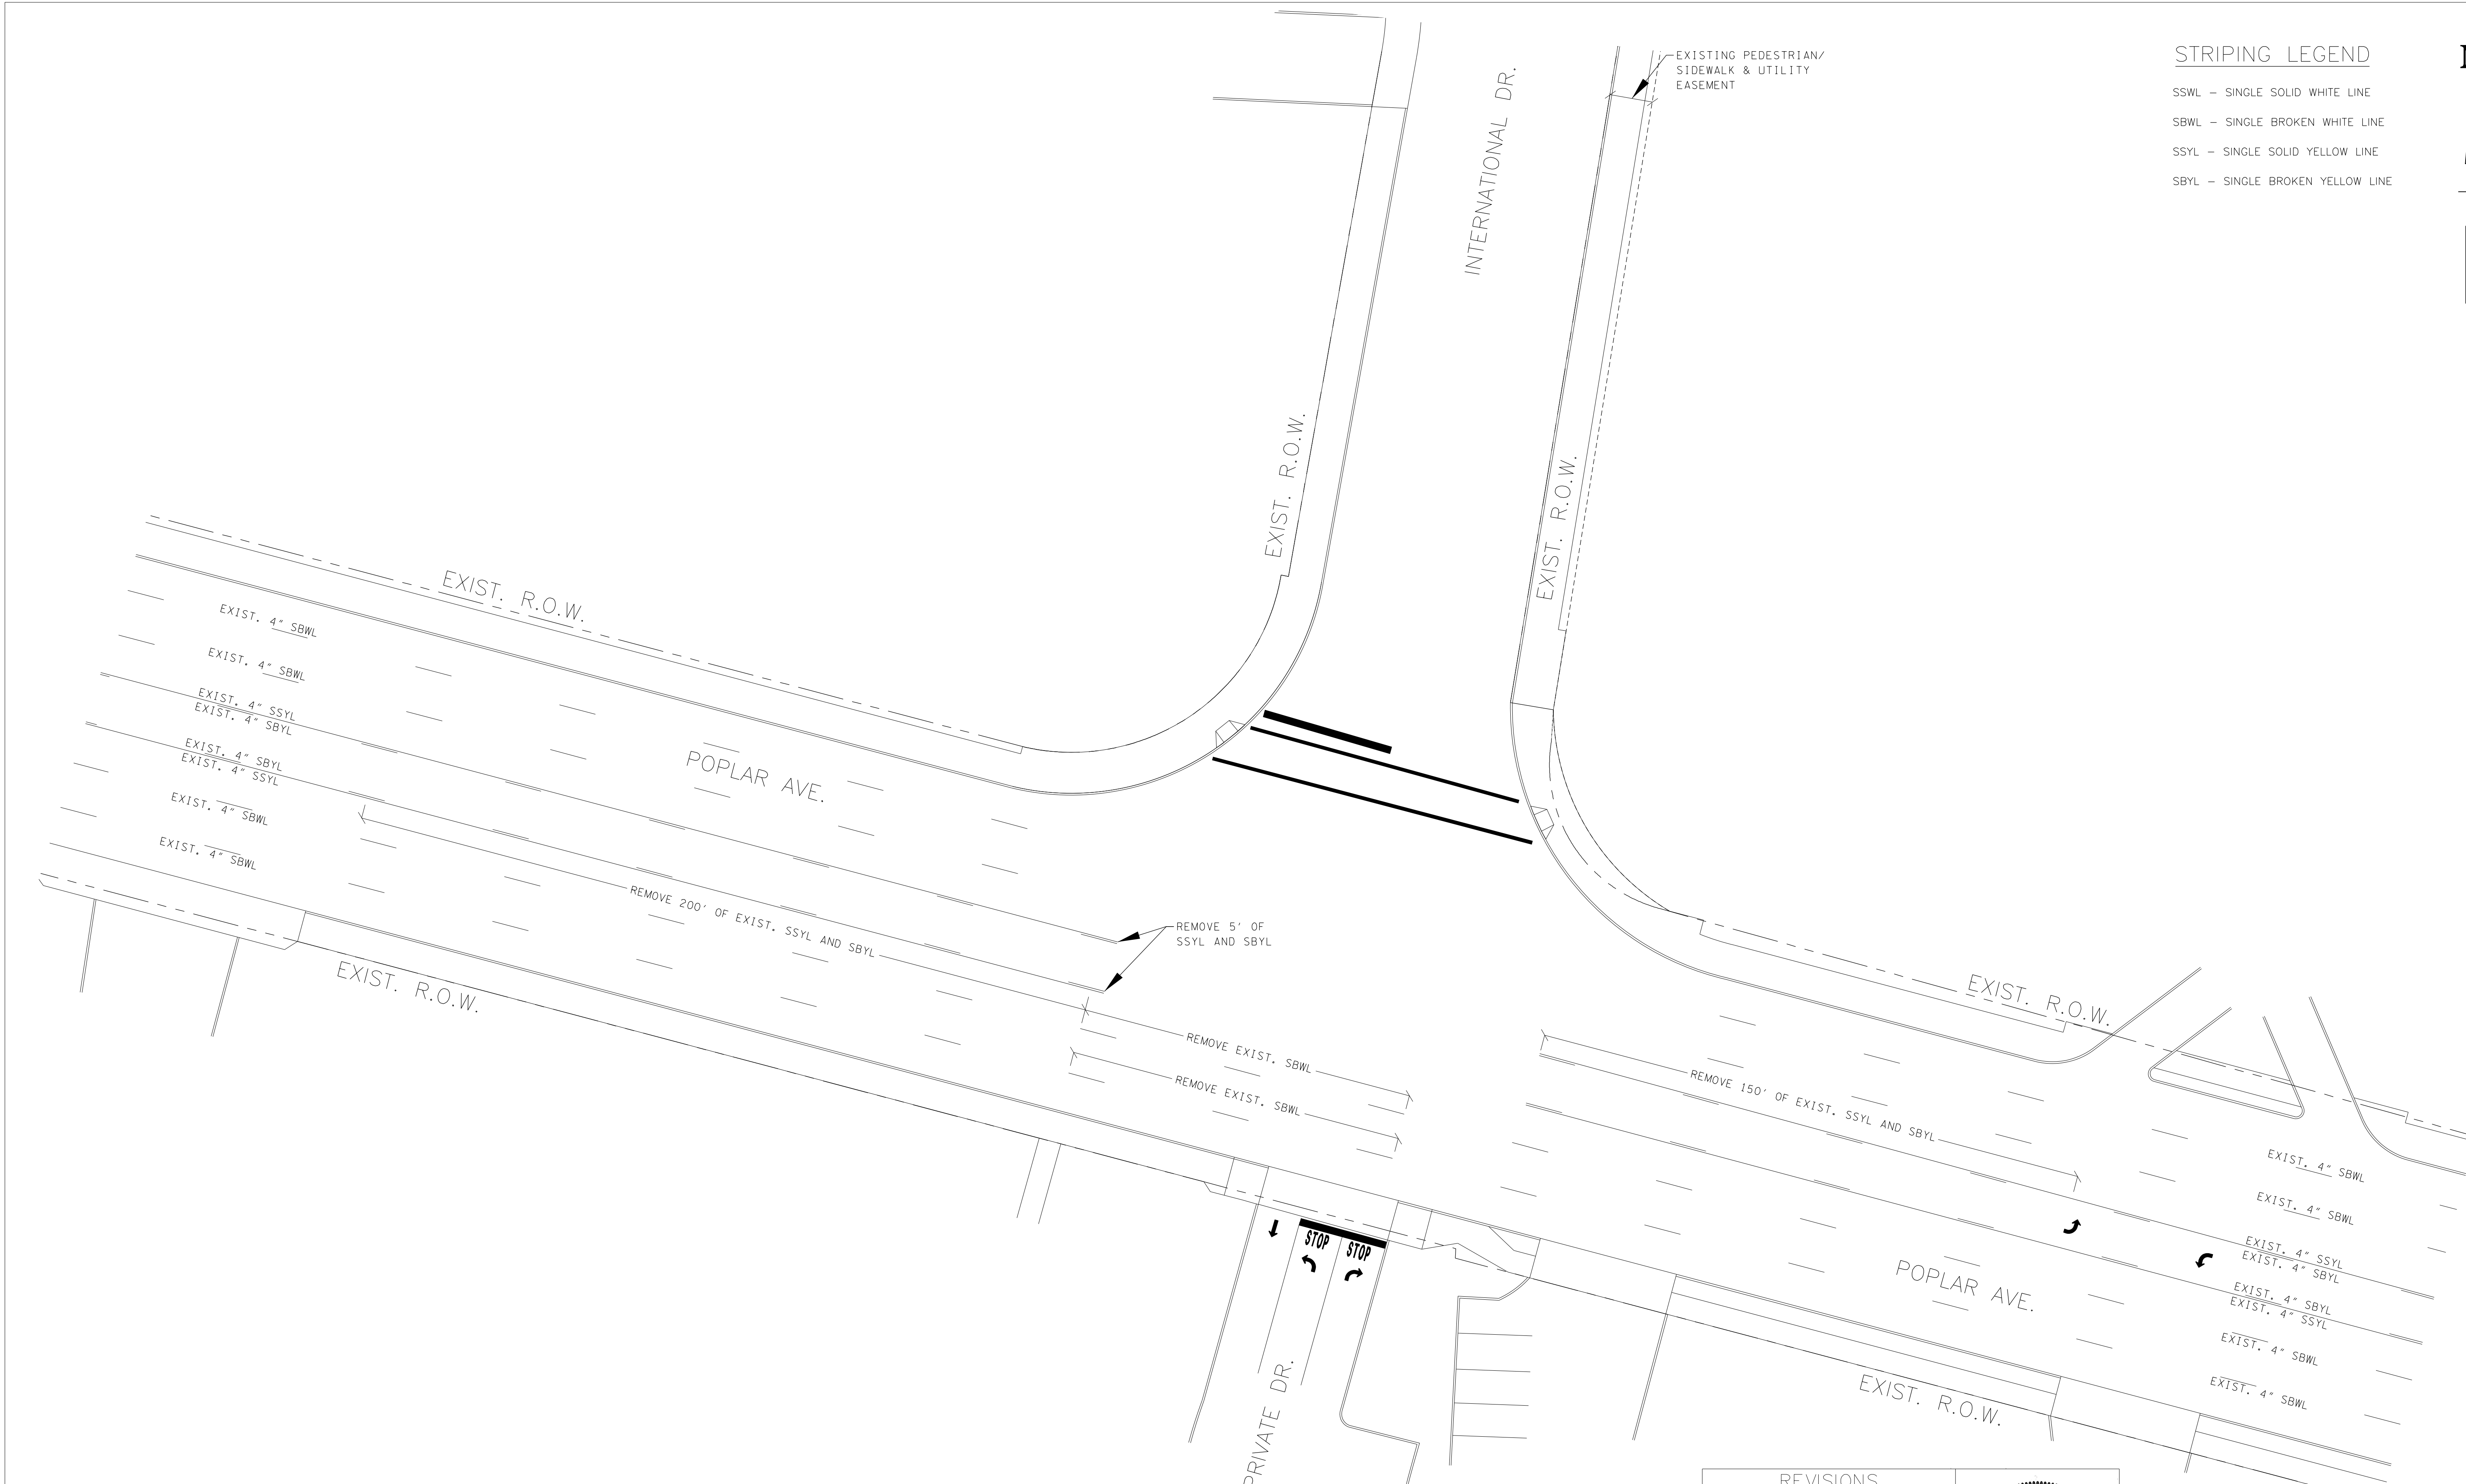 EXISTING PEDESTRIAN/
SIDEWALK & UTILITY
EASEMENT
INTERNATIONAL DR.
STRIPING LEGEND
SSWL – SINGLE SOLID WHITE LINE
SBWL – SINGLE BROKEN WHITE LINE
SSYL – SINGLE SOLID YELLOW LINE
SBYL – SINGLE BROKEN YELLOW LINE
EXIST. R.O.W.
EXIST. R.O.W.
EXIST. R.O.W.
EXIST. 4" SBWL
EXIST. 4" SBWL
EXIST. 4" SSYL
EXIST. 4" SBYL
EXIST. 4" SBYL
EXIST. 4" SSYL
EXIST. 4" SBWL
EXIST. 4" SBWL
POPLAR AVE.
REMOVE 200' OF EXIST. SSYL AND SBYL
REMOVE 5' OF
SSYL AND SBYL
EXIST. R.O.W.
EXIST. R.O.W.
REMOVE EXIST. SBWL
REMOVE EXIST. SBWL
REMOVE 150' OF EXIST. SSYL AND SBYL
EXIST. 4" SBWL
EXIST. 4" SBWL
EXIST. 4" SSYL
EXIST. 4" SBYL
EXIST. 4" SBYL
EXIST. 4" SSYL
EXIST. 4" SBWL
EXIST. 4" SBWL
STOP
STOP
POPLAR AVE.
PRIVATE DR.
EXIST. R.O.W.
REVISIONS